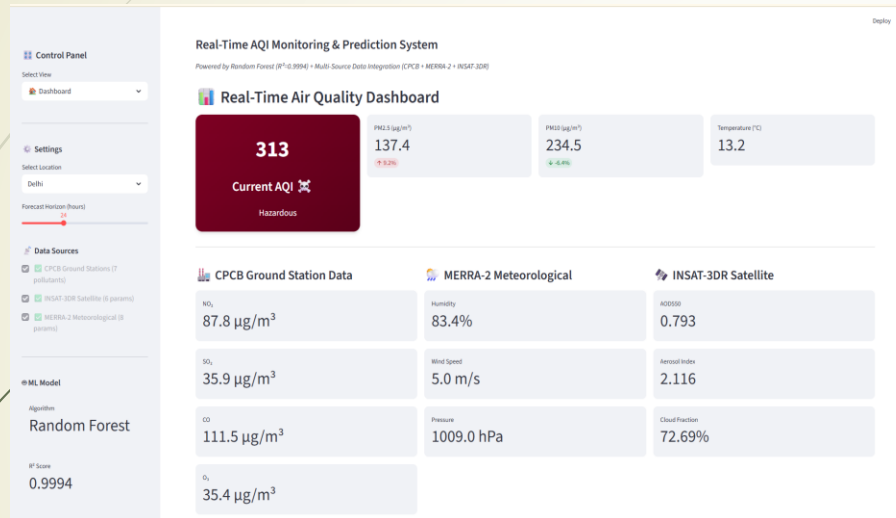 Deploy
Control Panel
Select View
Dashboard
Settings
Select Location
Delhi
Forecast Horizon (hours)
24
Data Sources
CPCB Ground Stations (7
pollutants)
INSAT-3DR Satellite (6 params)
MERRA-2 Meteorological (8
params)
ML Model
Algorithm
Random Forest
R² Score
0.9994
Real-Time AQI Monitoring & Prediction System
Powered by Random Forest (R²:0.9994) + Multi-Source Data Integration (CPCB + MERRA-2 + INSAT-3DR)
Real-Time Air Quality Dashboard
313
Current AQI
Hazardous
PM2.5 (μg/m³)
137.4
↑ 9.2%
PM10 (μg/m³)
234.5
↓ -6.4%
Temperature (°C)
13.2
CPCB Ground Station Data
NO₂
87.8 μg/m³
SO₂
35.9 μg/m³
CO
111.5 μg/m³
O₃
35.4 μg/m³
MERRA-2 Meteorological
Humidity
83.4%
Wind Speed
5.0 m/s
Pressure
1009.0 hPa
INSAT-3DR Satellite
AOD550
0.793
Aerosol Index
2.116
Cloud Fraction
72.69%